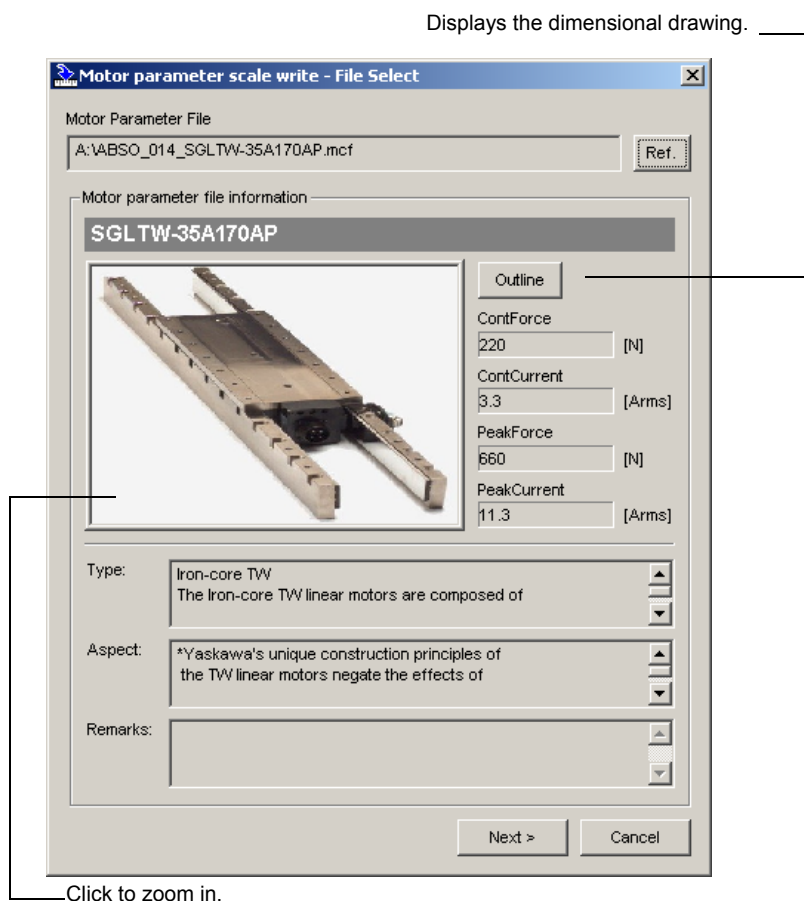 Displays the dimensional drawing.
Motor parameter scale write - File Select
Motor Parameter File
A:\ABSO_014_SGLTW-35A170AP.mcf
Ref.
Motor parameter file information
SGLTW-35A170AP
Outline
ContForce
220 [N]
ContCurrent
3.3 [Arms]
PeakForce
660 [N]
PeakCurrent
11.3 [Arms]
Type:
Iron-core TW
The Iron-core TW linear motors are composed of
Aspect:
*Yaskawa's unique construction principles of
the TW linear motors negate the effects of
Remarks:
Next >
Cancel
Click to zoom in.